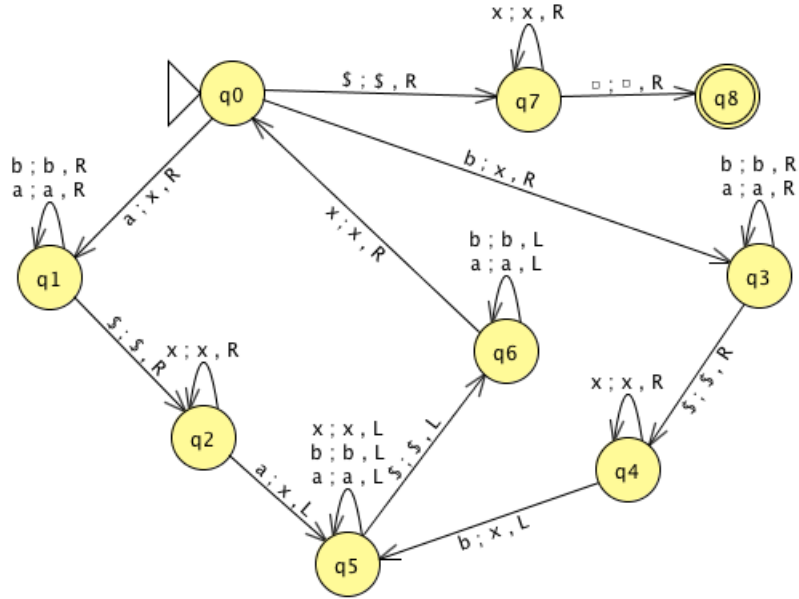 x ; x , R
q0
$ ; $ , R
q7
□ ; □ , R
q8
b ; b , R
a ; a , R
a ; x , R
b ; x , R
b ; b , R
a ; a , R
q1
x ; x , R
b ; b , L
a ; a , L
q3
$ ; $ , R
x ; x , R
q6
x ; x , R
$ ; $ , R
q2
x ; x , L
b ; b , L
a ; a , L
$ ; $ , L
q4
a ; x , L
b ; x , L
q5